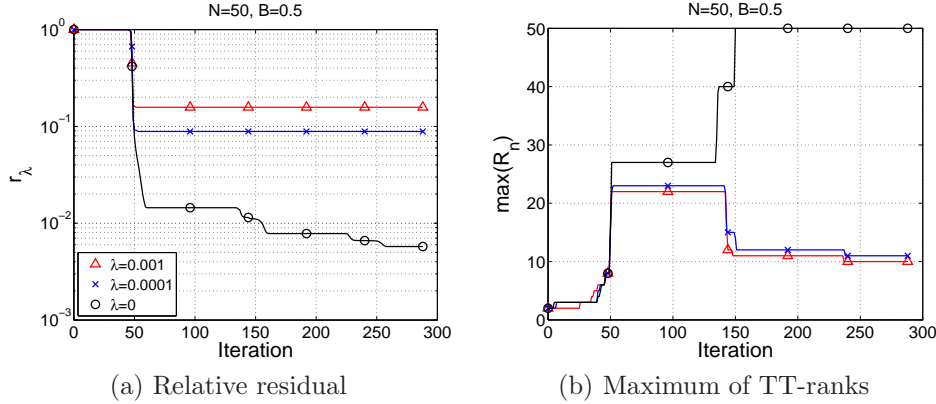 N=50, B=0.5
10^0
10^{-1}
10^{-2}
10^{-3}
r_λ
λ=0.001
λ=0.0001
λ=0
0 50 100 150 200 250 300
Iteration
(a) Relative residual
N=50, B=0.5
50
40
30
20
10
0
max(R_n)
0 50 100 150 200 250 300
Iteration
(b) Maximum of TT-ranks